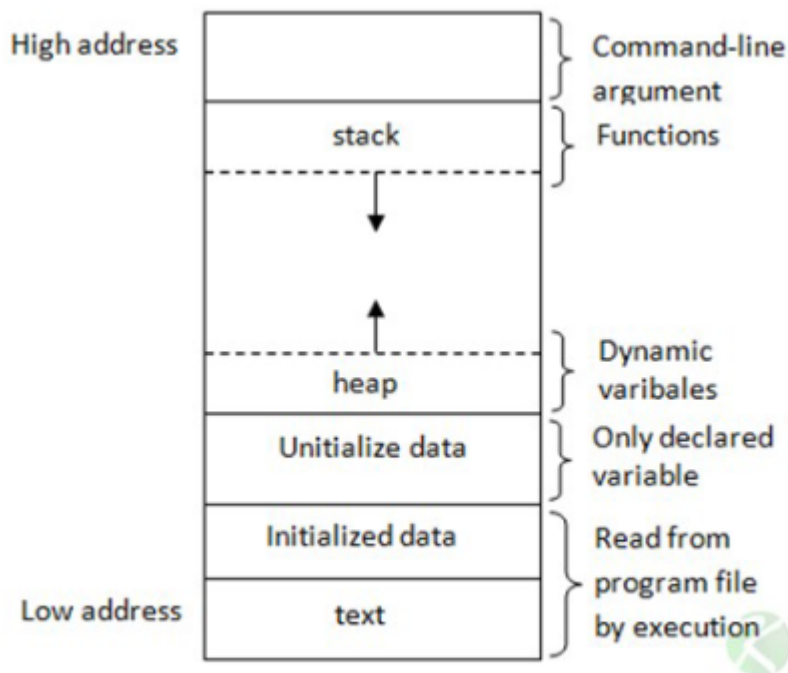 High address
Command-line
argument
stack
Functions
Dynamic
varibales
heap
Unitialize data
Only declared
variable
Initialized data
Read from
program file
by execution
Low address
text